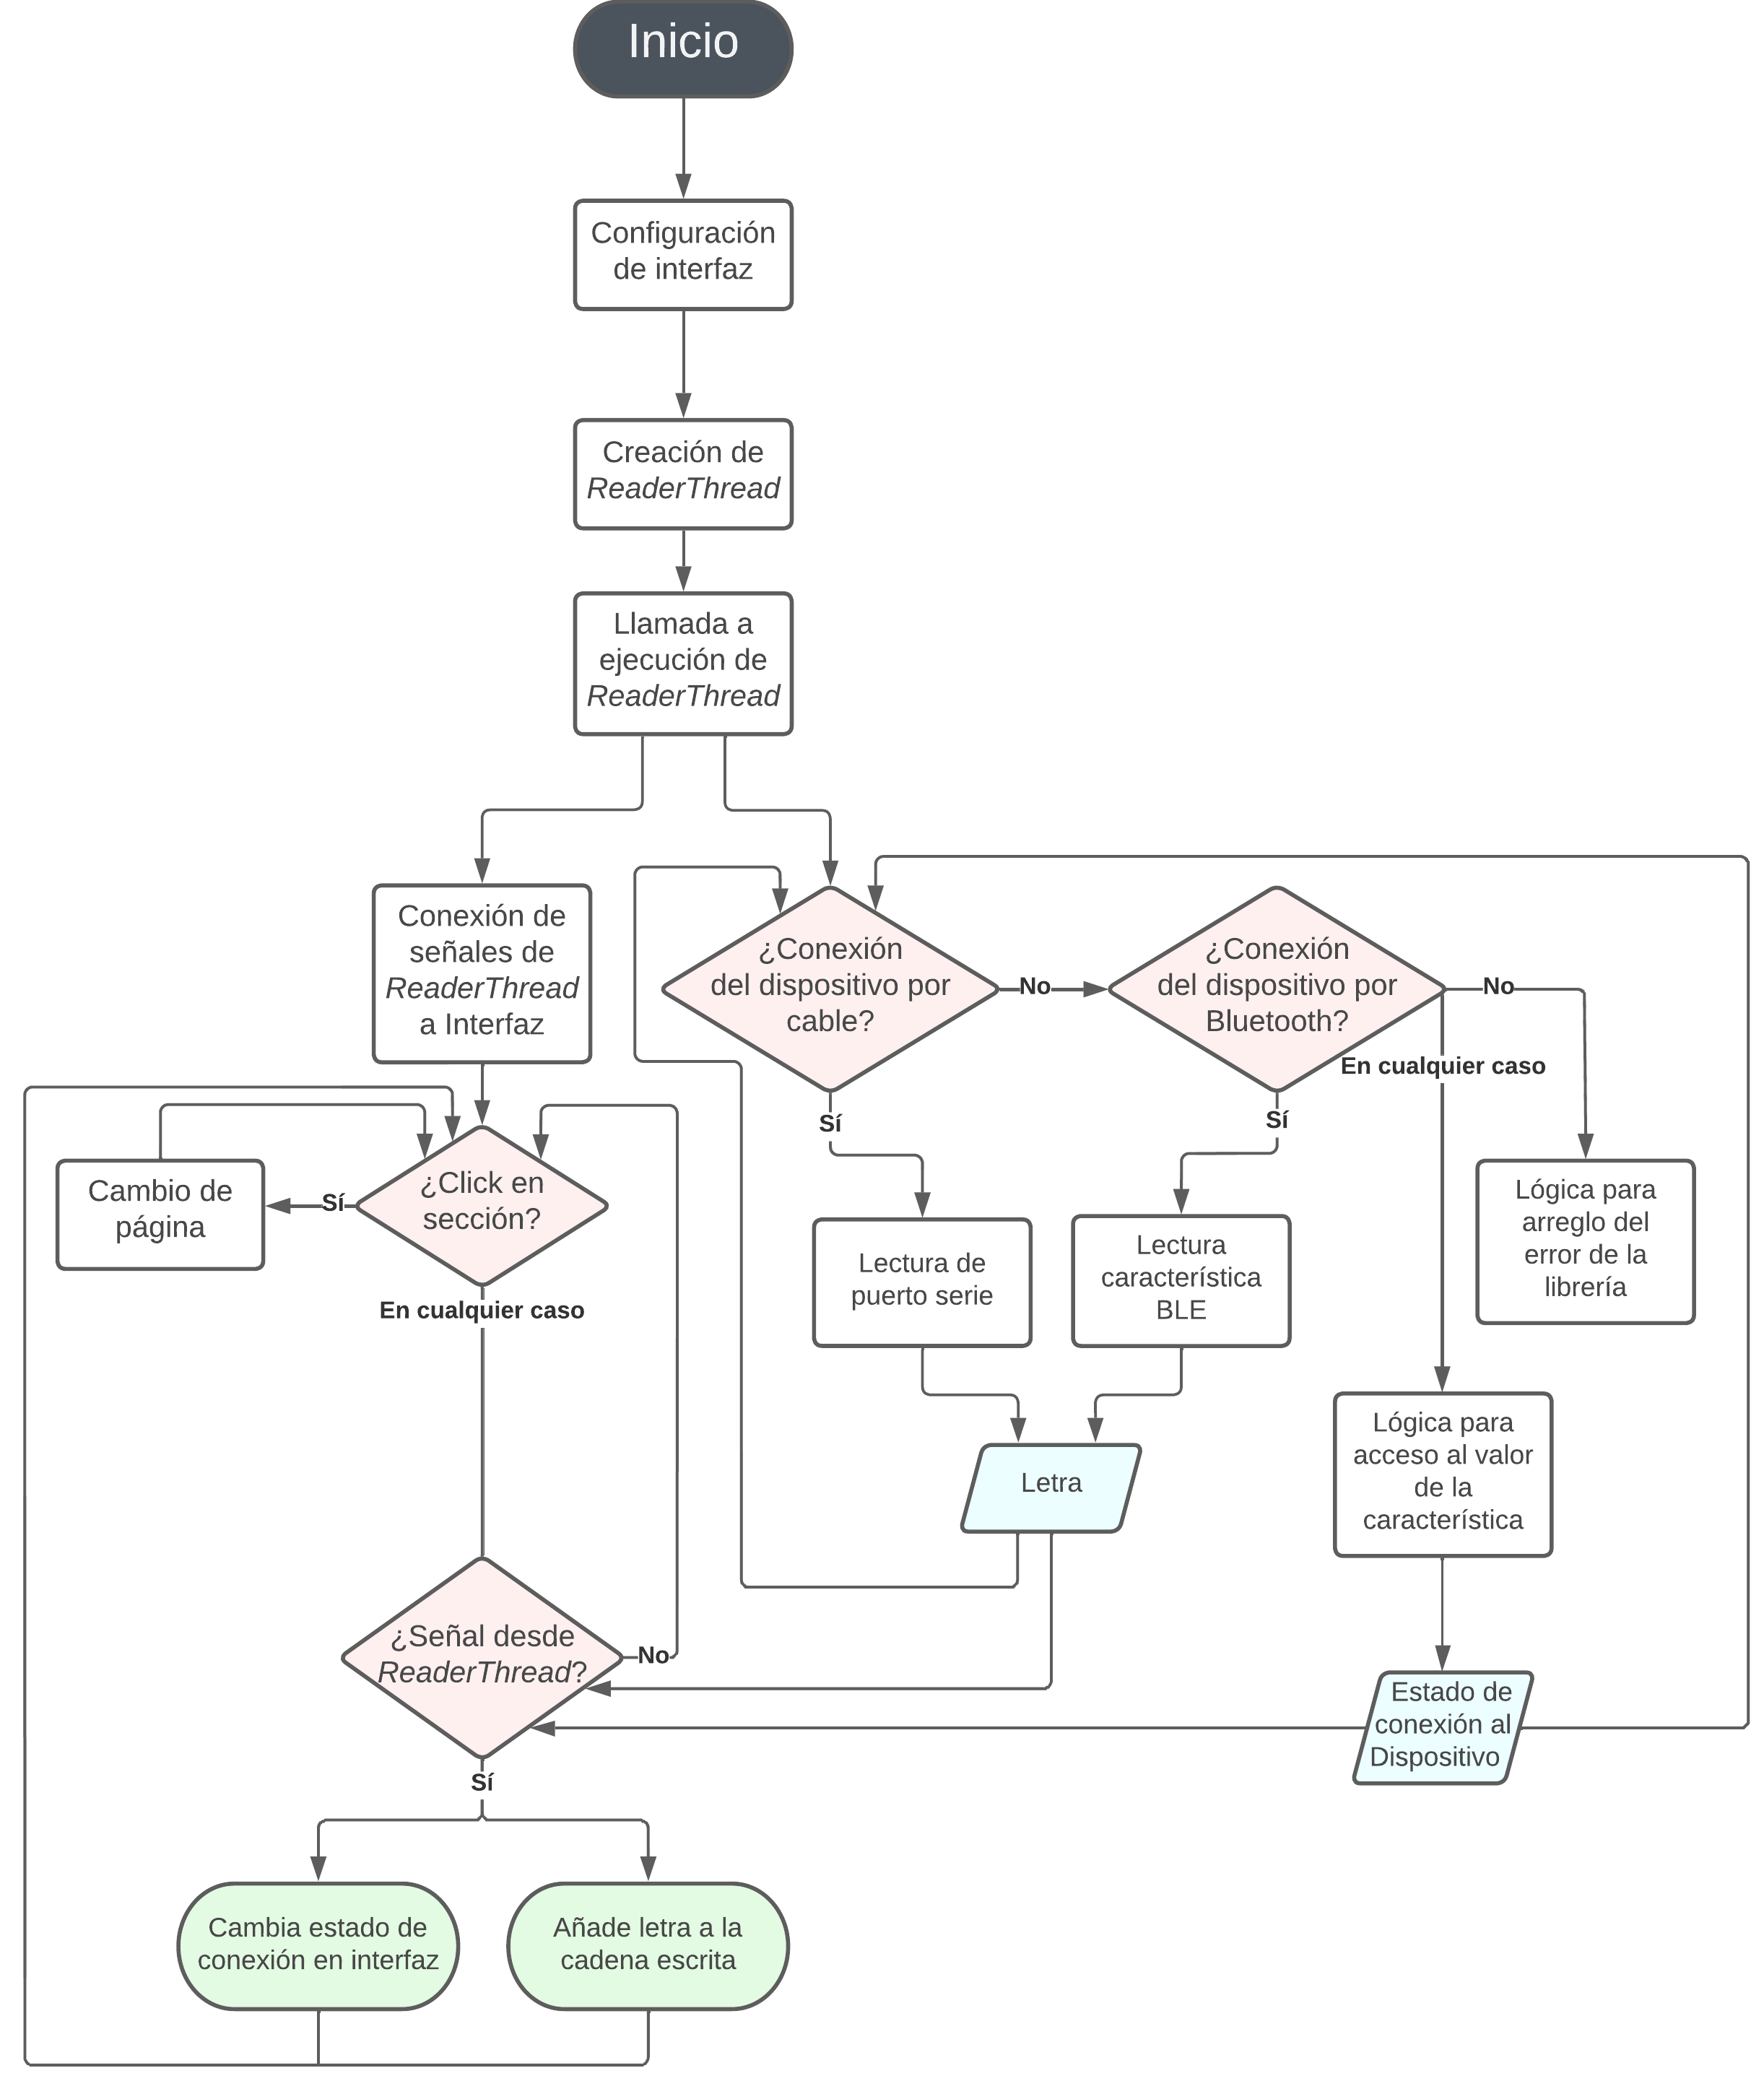 Inicio
Configuración
de interfaz
Creación de
ReaderThread
Llamada a
ejecución de
ReaderThread
Conexión de
señales de
ReaderThread
a Interfaz
¿Conexión
del dispositivo por
cable?
No
¿Conexión
del dispositivo por
Bluetooth?
No
En cualquier caso
Sí
Sí
Cambio de
página
Sí
¿Click en
sección?
En cualquier caso
Lectura de
puerto serie
Lectura
característica
BLE
Lógica para
arreglo del
error de la
librería
Letra
Lógica para
acceso al valor
de la
característica
¿Señal desde
ReaderThread?
No
Estado de
conexión al
Dispositivo
Sí
Cambia estado de
conexión en interfaz
Añade letra a la
cadena escrita